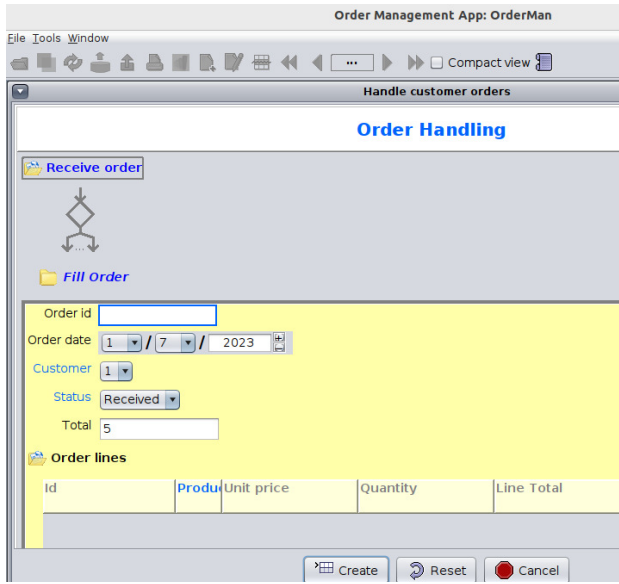 Order Management App: OrderMan
File Tools Window
... Compact view
Handle customer orders
Order Handling
Receive order
...
Fill Order
Order id
Order date 1 / 7 / 2023
Customer 1
Status Received
Total 5
Order lines
Id Produ Unit price Quantity Line Total
Create Reset Cancel